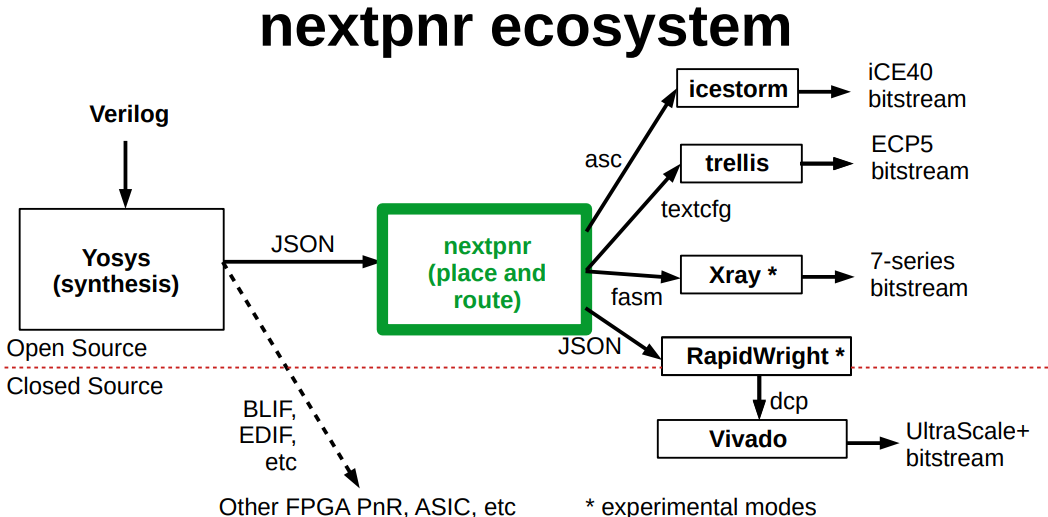 nextpnr ecosystem
Verilog
Yosys
(synthesis)
JSON
nextpnr
(place and
route)
asc
textcfg
fasm
JSON
icestorm
iCE40
bitstream
trellis
ECP5
bitstream
Xray *
7-series
bitstream
RapidWright *
Open Source
Closed Source
dcp
Vivado
UltraScale+
bitstream
BLIF,
EDIF,
etc
Other FPGA PnR, ASIC, etc
* experimental modes